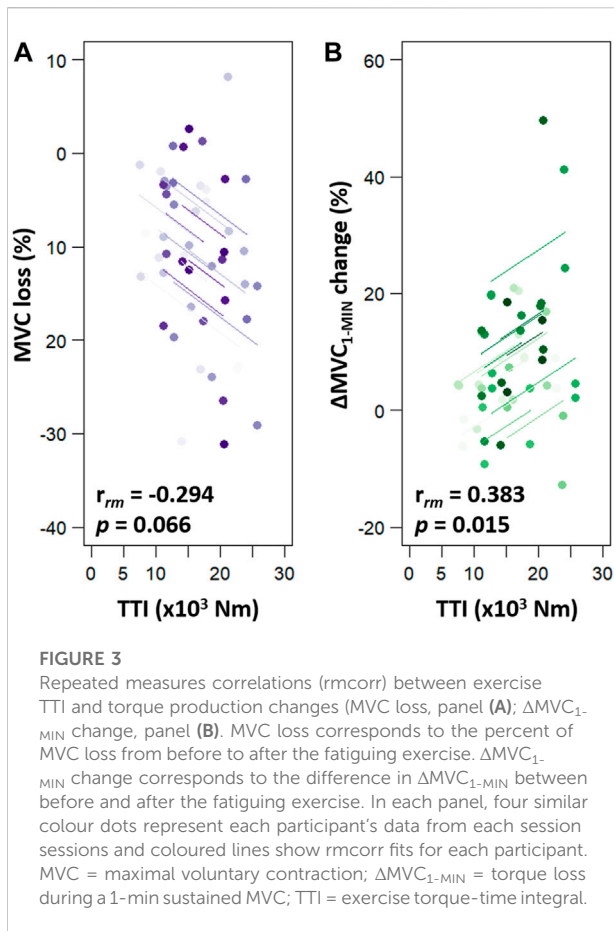 A
B
10
0
10
20
-30
-40
MVC loss (%)
r_rm = -0.294
p = 0.066
0 5 10 15 20 25 30
TTI (x10³ Nm)
60
40
20
0
-20
ΔMVC1-MIN change (%)
r_rm = 0.383
p = 0.015
0 5 10 15 20 25 30
TTI (x10³ Nm)
FIGURE 3
Repeated measures correlations (rmcorr) between exercise
TTI and torque production changes (MVC loss, panel (A); ΔMVC1-
MIN change, panel (B). MVC loss corresponds to the percent of
MVC loss from before to after the fatiguing exercise. ΔMVC1-
MIN change corresponds to the difference in ΔMVC1-MIN between
before and after the fatiguing exercise. In each panel, four similar
colour dots represent each participant's data from each session
sessions and coloured lines show rmcorr fits for each participant.
MVC = maximal voluntary contraction; ΔMVC1-MIN = torque loss
during a 1-min sustained MVC; TTI = exercise torque-time integral.